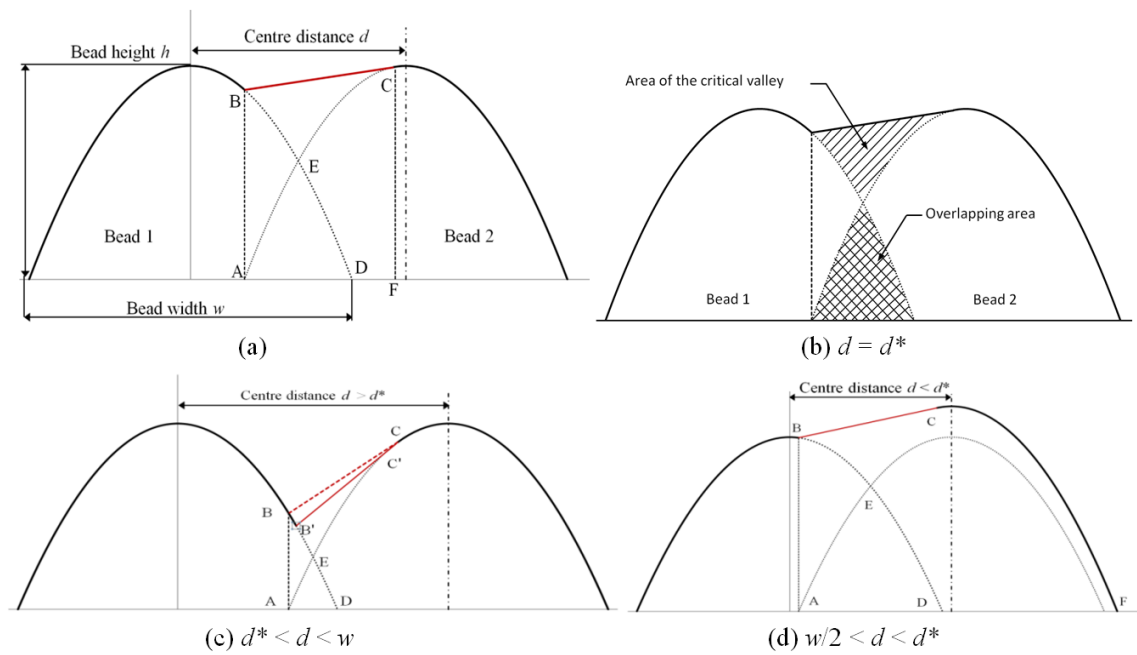 Bead height h
Centre distance d
B
C
E
Bead 1
Bead 2
A
D
F
Bead width w
(a)
Area of the critical valley
Overlapping area
Bead 1
Bead 2
(b) d = d*
Centre distance d > d*
C
C'
B
B'
E
A
D
(c) d* < d < w
Centre distance d < d*
B
C
E
A
D
F
(d) w/2 < d < d*